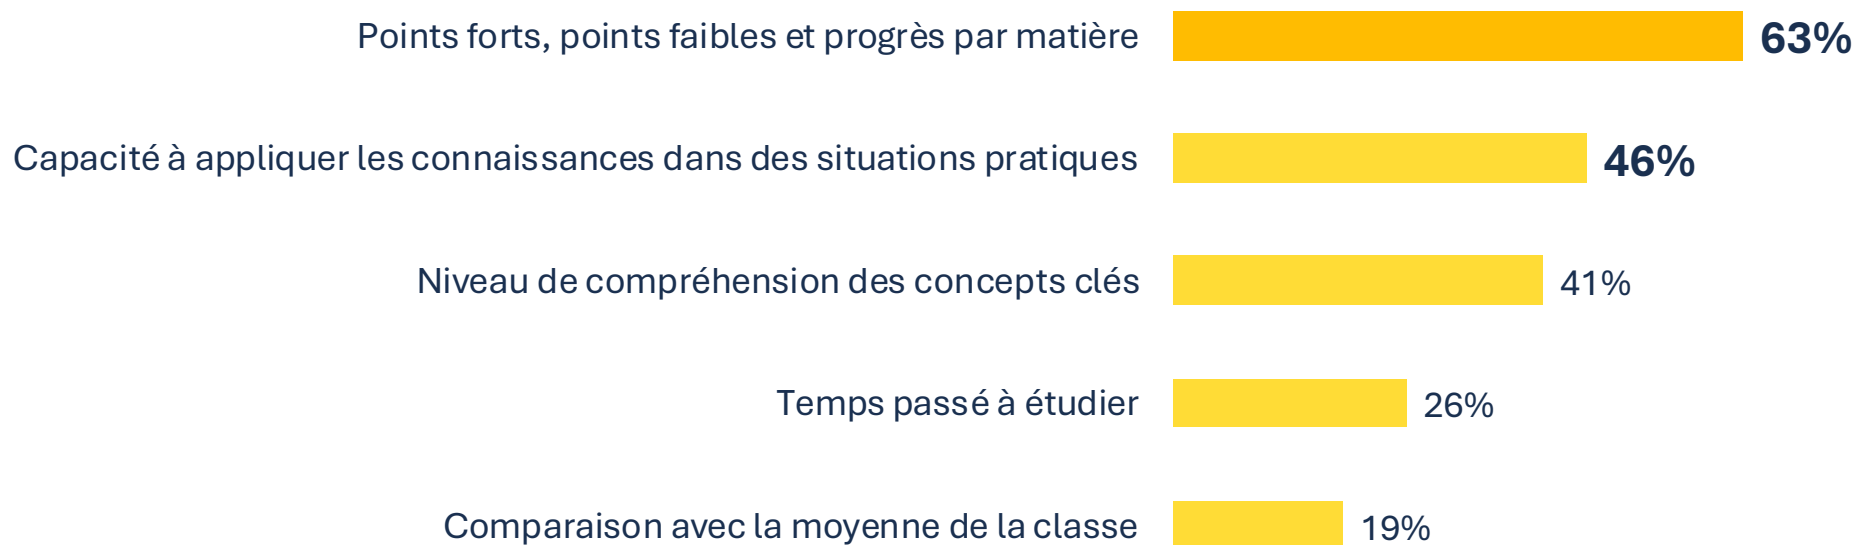 Points forts, points faibles et progrès par matière 63%
Capacité à appliquer les connaissances dans des situations pratiques 46%
Niveau de compréhension des concepts clés 41%
Temps passé à étudier 26%
Comparaison avec la moyenne de la classe 19%